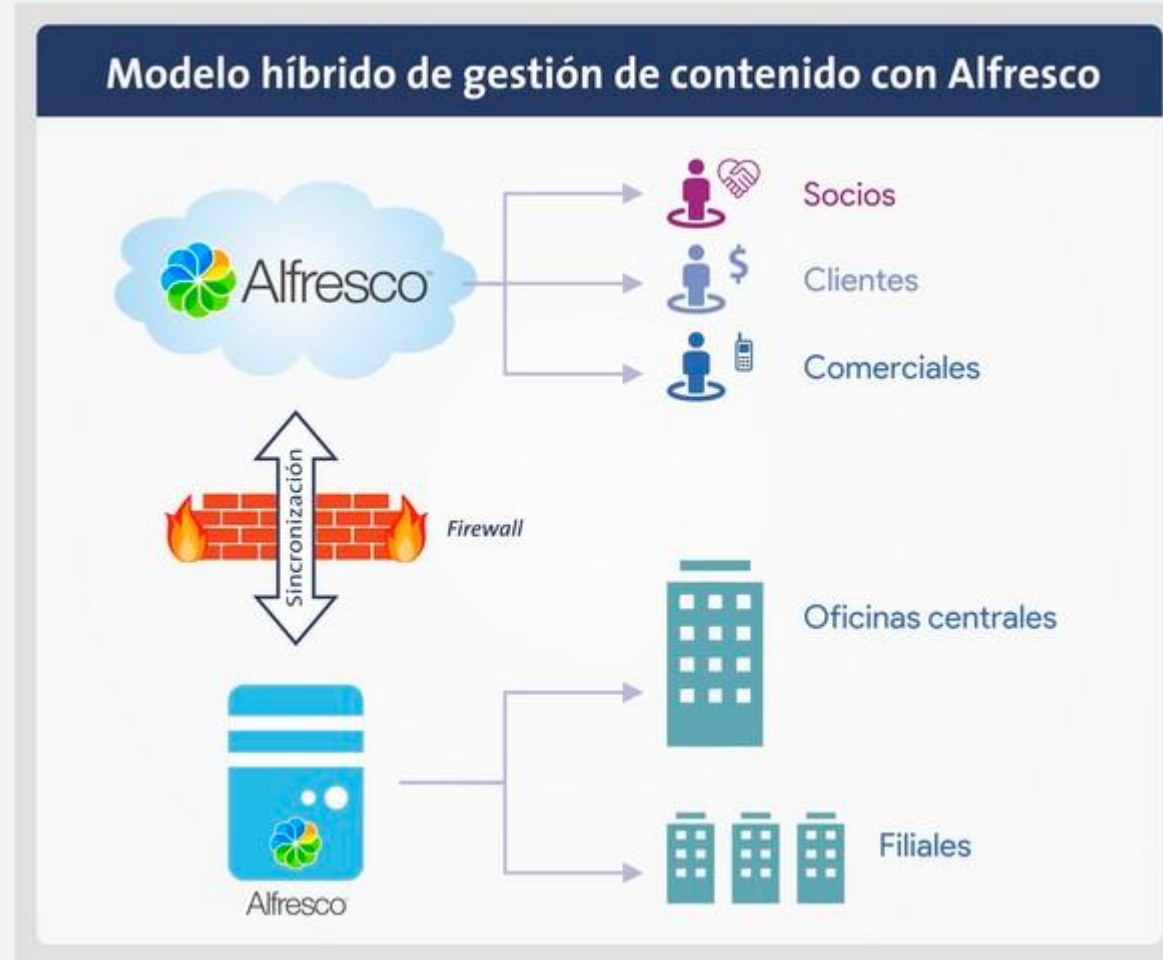 Modelo híbrido de gestión de contenido con Alfresco
Alfresco
Socios
$
Clientes
Comerciales
Sincronización
Firewall
Oficinas centrales
Filiales
Alfresco